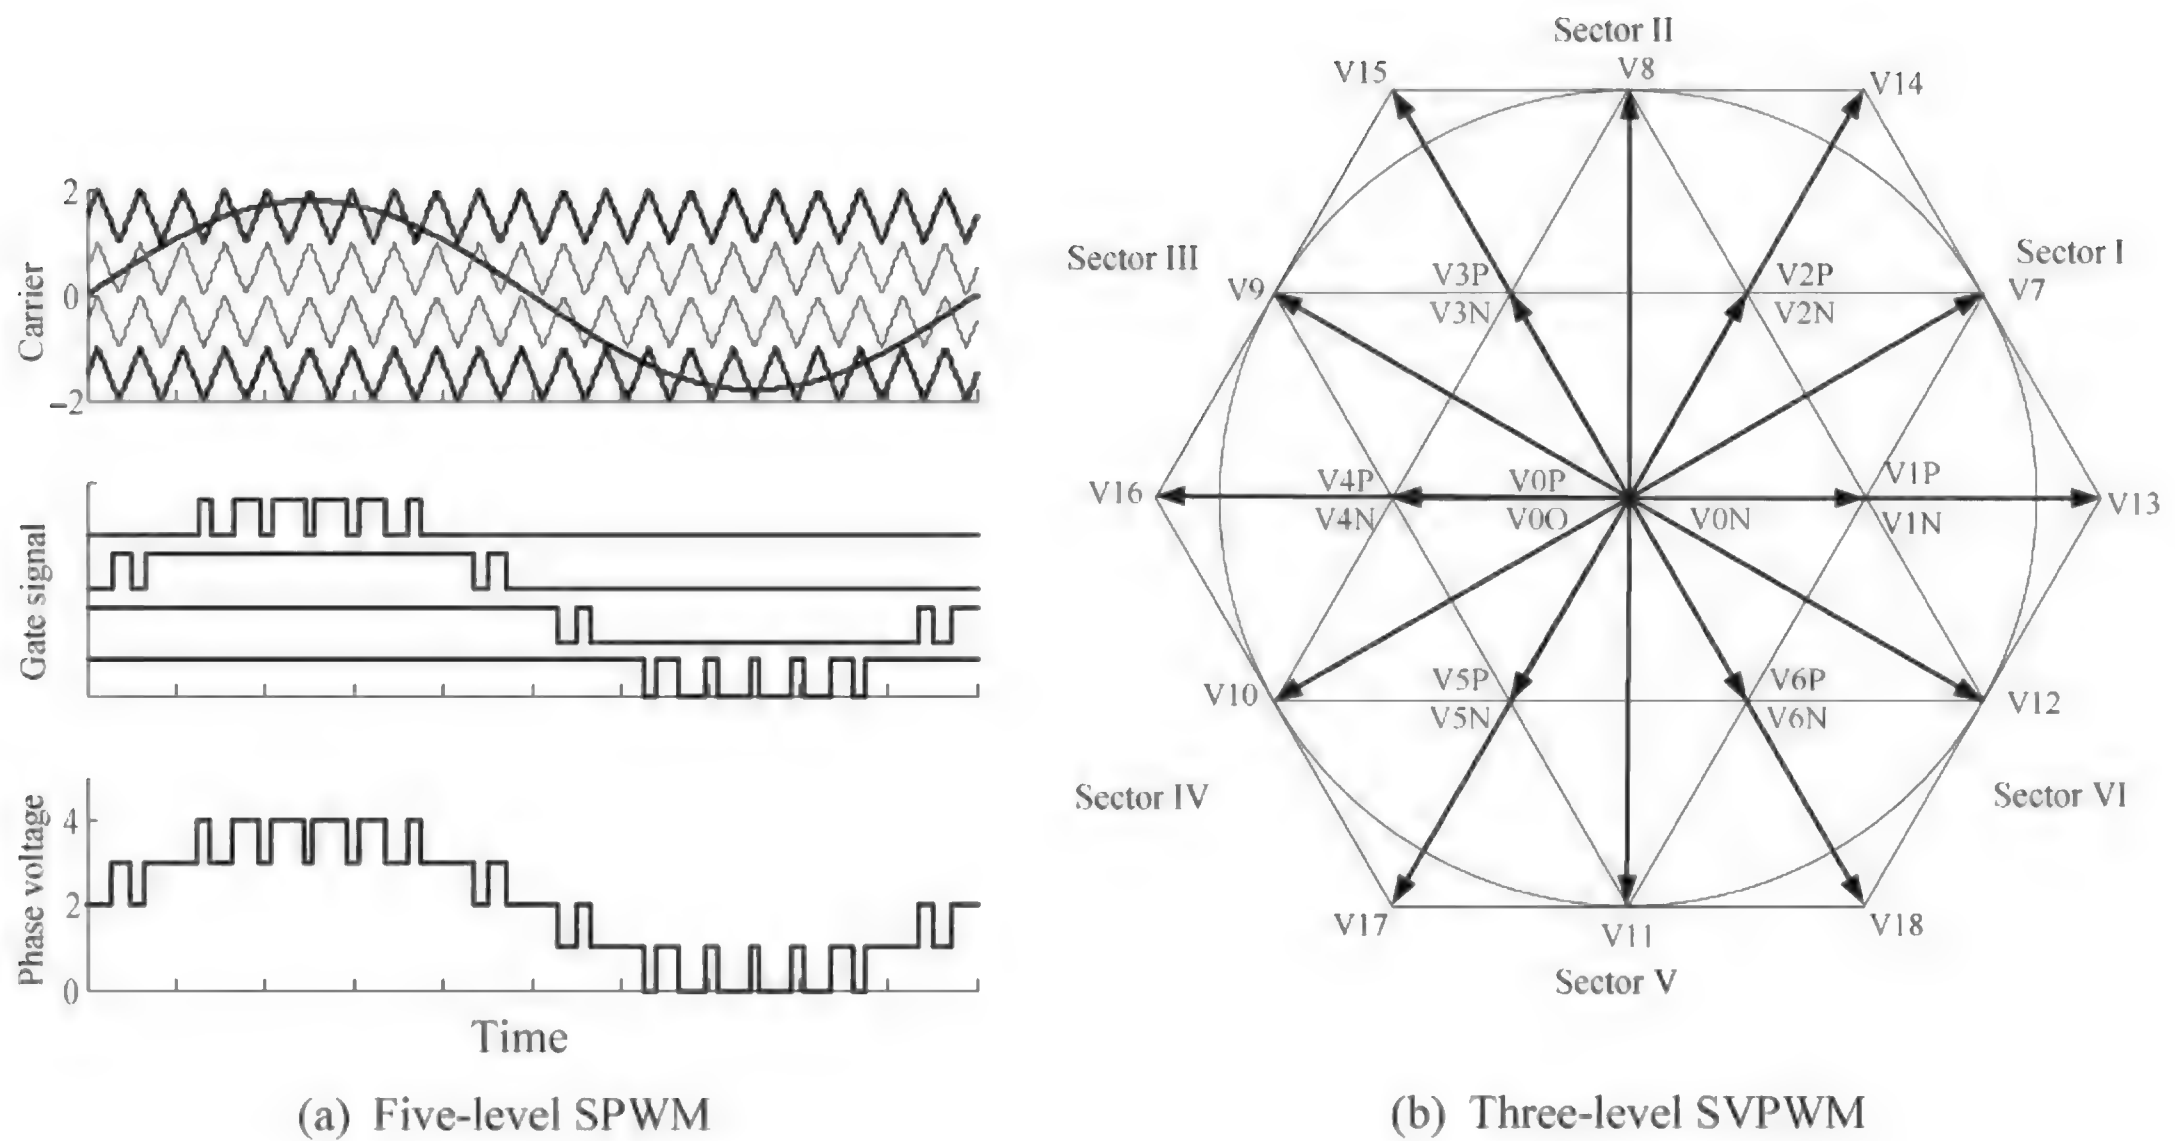 2
0
−2
Carrier
Gate signal
4
2
0
Phase voltage
Time
(a) Five-level SPWM
Sector II
V15
V8
V14
Sector III
Sector I
V9
V3P
V2P
V7
V3N
V2N
V16
V4P
V0P
V1P
V13
V4N
V0O
V0N
V1N
V10
V5P
V6P
V12
V5N
V6N
Sector IV
Sector VI
V17
V11
V18
Sector V
(b) Three-level SVPWM